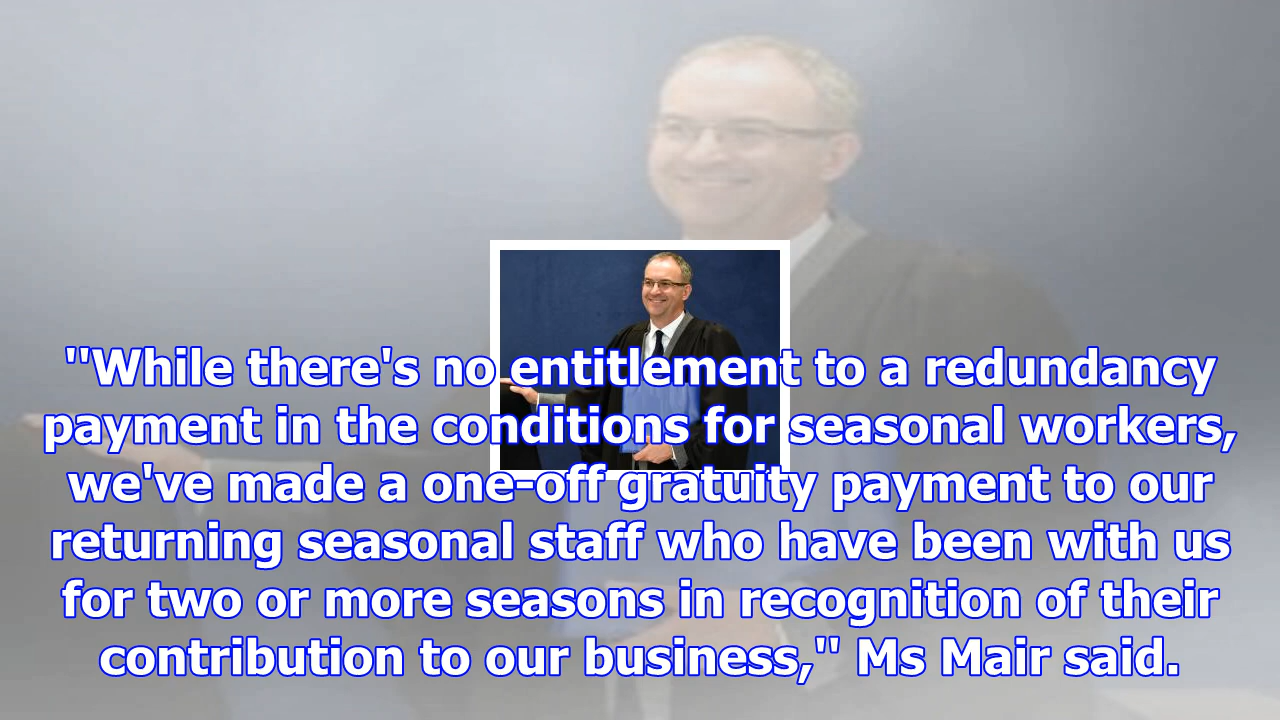 "While there's no entitlement to a redundancy
payment in the conditions for seasonal workers,
we've made a one-off gratuity payment to our
returning seasonal staff who have been with us
for two or more seasons in recognition of their
contribution to our business," Ms Mair said.